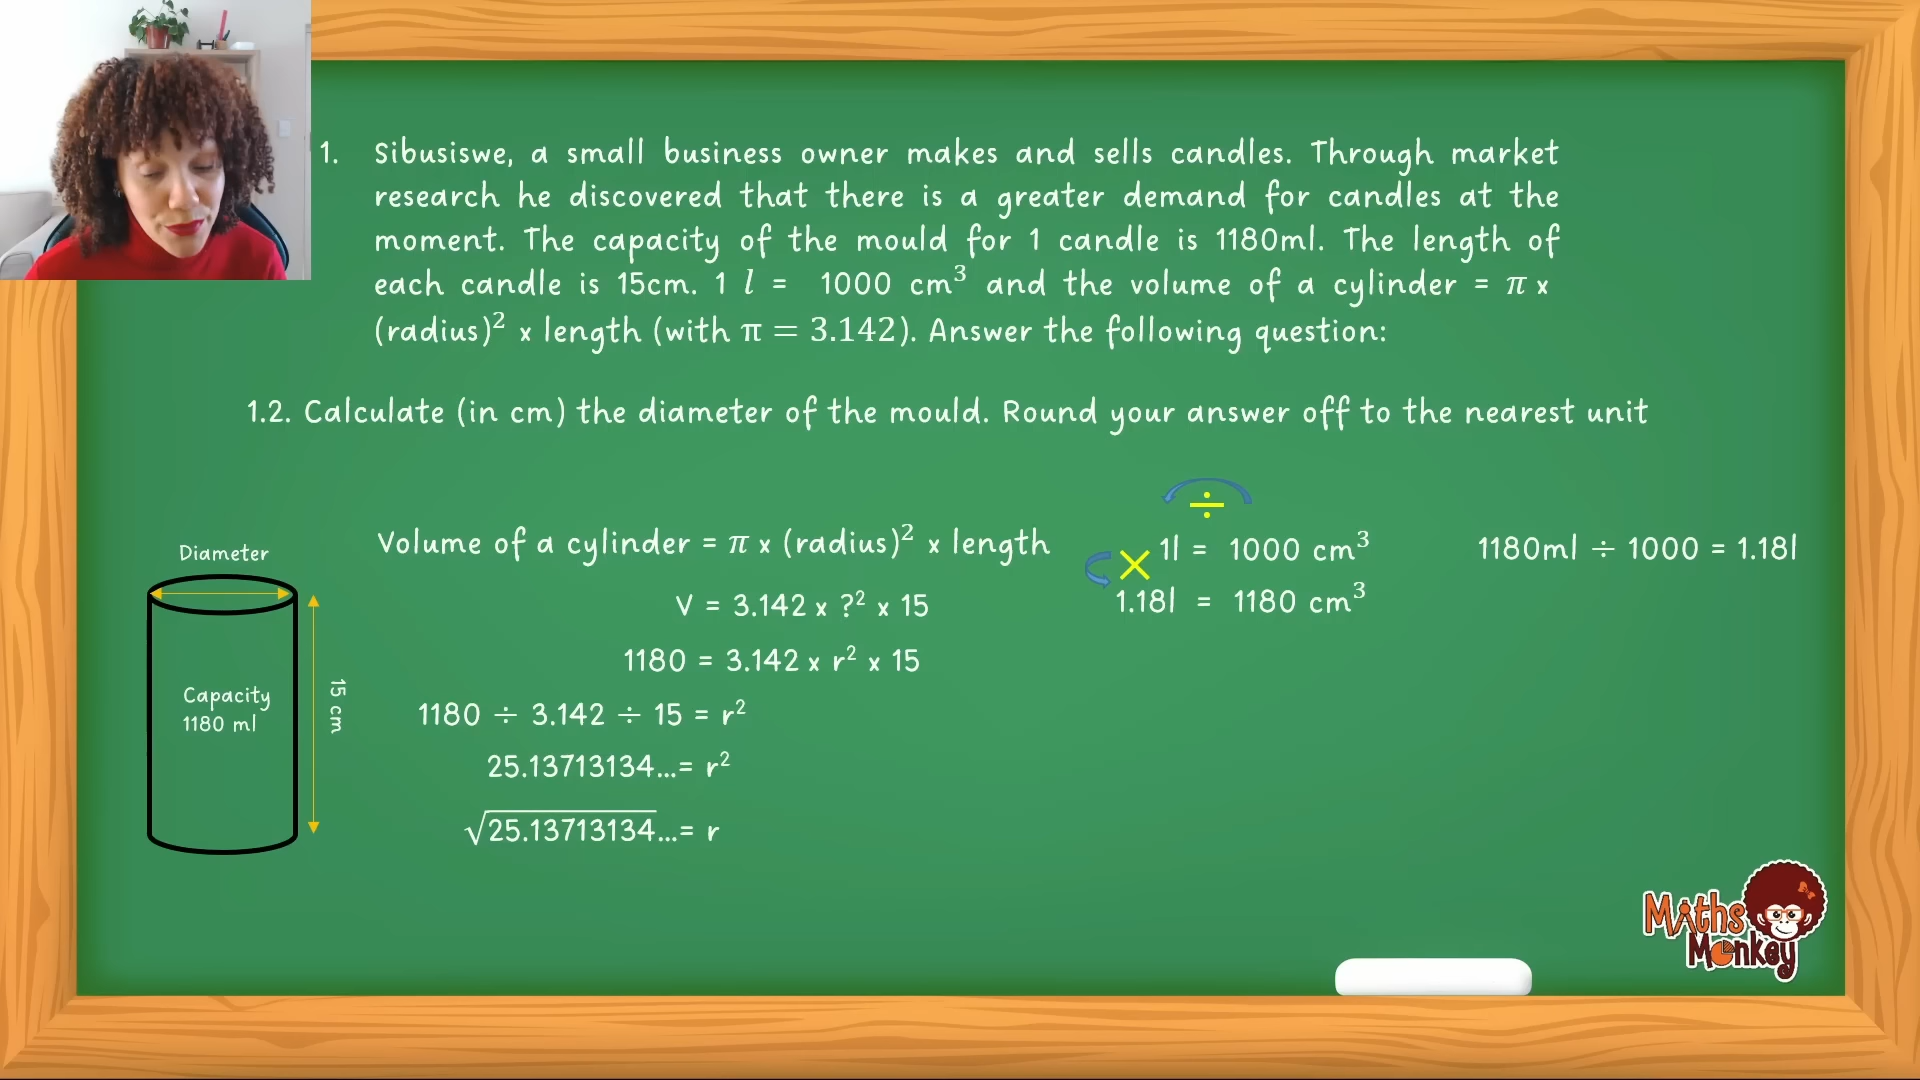 1. Sibusiswe, a small business owner makes and sells candles. Through market
research he discovered that there is a greater demand for candles at the
moment. The capacity of the mould for 1 candle is 1180ml. The length of
each candle is 15cm. 1 l = 1000 cm³ and the volume of a cylinder = π x
(radius)² x length (with π = 3.142). Answer the following question:
1.2. Calculate (in cm) the diameter of the mould. Round your answer off to the nearest unit
Diameter
Capacity
1180 ml
15 cm
Volume of a cylinder = π x (radius)² x length
V = 3.142 x ?² x 15
1180 = 3.142 x r² x 15
1180 ÷ 3.142 ÷ 15 = r²
25.13713134...= r²
√25.13713134...= r
÷
1l = 1000 cm³
×
1.18l = 1180 cm³
1180ml ÷ 1000 = 1.18l
Maths
Monkey